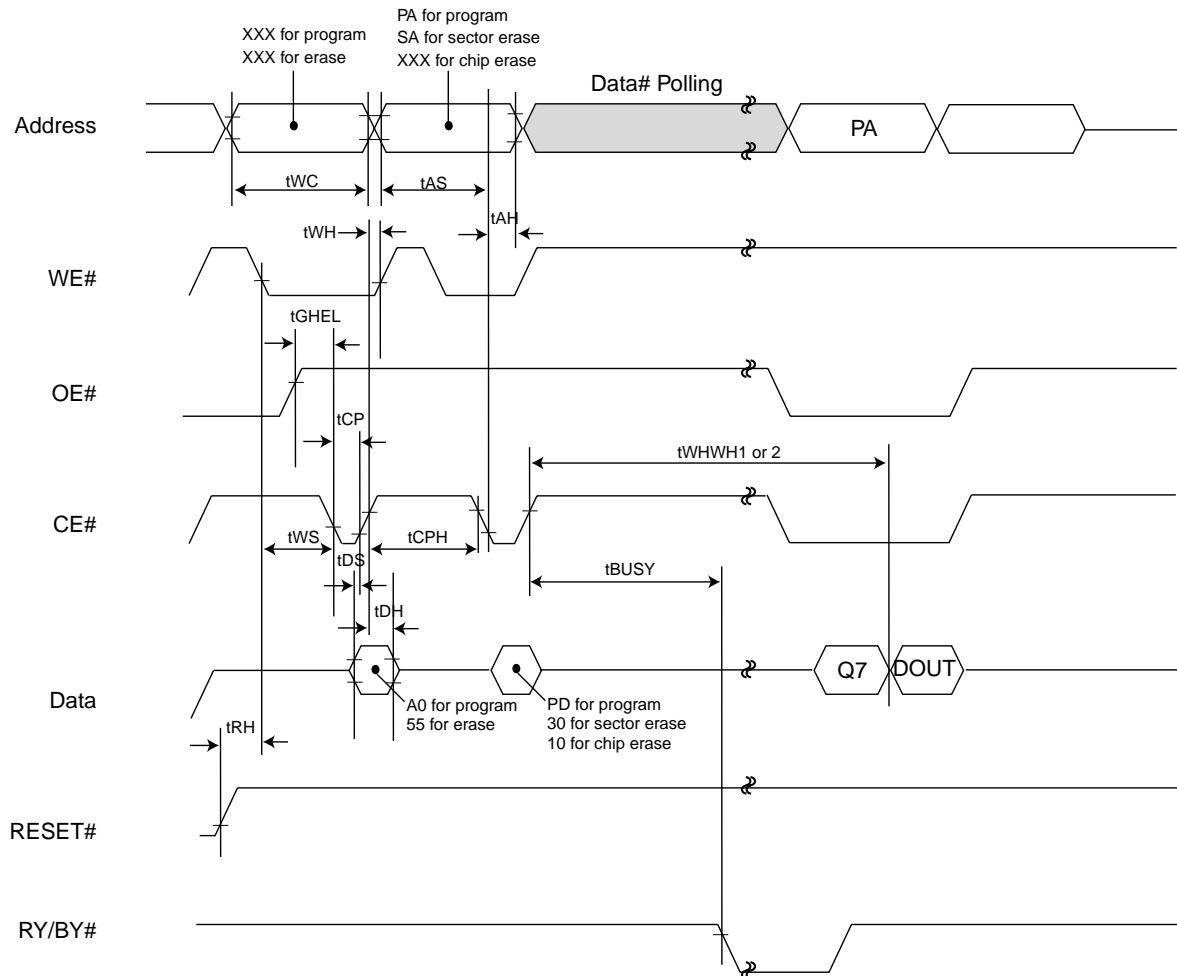 XXX for program
XXX for erase
PA for program
SA for sector erase
XXX for chip erase
Data# Polling
Address
PA
tWC
tAS
tAH
tWH
WE#
tGHEL
OE#
tCP
tWHWH1 or 2
CE#
tWS
tCPH
tDS
tBUSY
tDH
Data
Q7
DOUT
A0 for program
55 for erase
PD for program
30 for sector erase
10 for chip erase
tRH
RESET#
RY/BY#